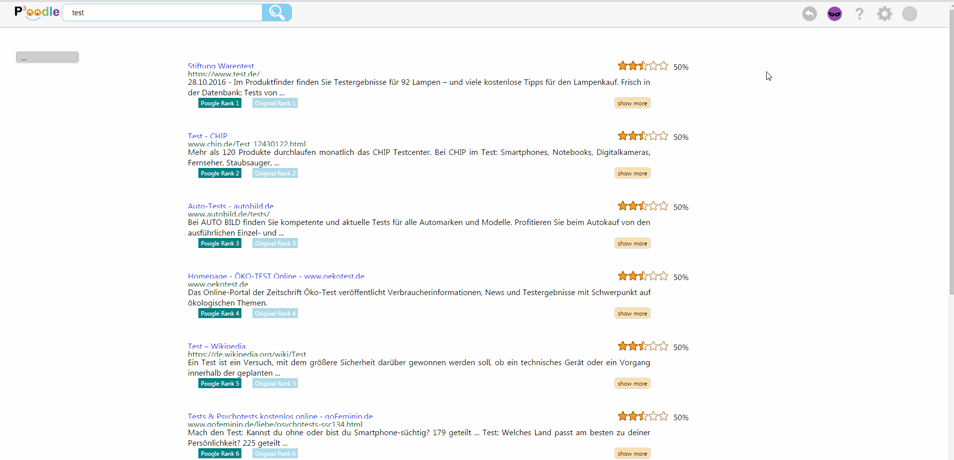 P³oodle
test
?
...
Stiftung Warentest
50%
https://www.test.de/
28.10.2016 - Im Produktfinder finden Sie Testergebnisse für 92 Lampen – und viele kostenlose Tipps für den Lampenkauf. Frisch in
der Datenbank: Tests von ...
Poogle Rank 1 Original Rank 1 show more
Test - CHIP
50%
www.chip.de/Test_12430122.html
Mehr als 120 Produkte durchlaufen monatlich das CHIP Testcenter. Bei CHIP im Test: Smartphones, Notebooks, Digitalkameras,
Fernseher, Staubsauger, ...
Poogle Rank 2 Original Rank 2 show more
Auto-Tests - autobild.de
50%
www.autobild.de/tests/
Bei AUTO BILD finden Sie kompetente und aktuelle Tests für alle Automarken und Modelle. Profitieren Sie beim Autokauf von den
ausführlichen Einzel- und ...
Poogle Rank 3 Original Rank 3 show more
Homepage - ÖKO-TEST Online - www.oekotest.de
50%
www.oekotest.de
Das Online-Portal der Zeitschrift Öko-Test veröffentlicht Verbraucherinformationen, News und Testergebnisse mit Schwerpunkt auf
ökologischen Themen.
Poogle Rank 4 Original Rank 4 show more
Test – Wikipedia
50%
https://de.wikipedia.org/wiki/Test
Ein Test ist ein Versuch, mit dem größere Sicherheit darüber gewonnen werden soll, ob ein technisches Gerät oder ein Vorgang
innerhalb der geplanten ...
Poogle Rank 5 Original Rank 5 show more
Tests & Psychotests kostenlos online - goFeminin.de
50%
www.gofeminin.de/liebe/psychotests-ssc134.html
Mach den Test: Kannst du ohne oder bist du Smartphone-süchtig? 179 geteilt ... Test: Welches Land passt am besten zu deiner
Persönlichkeit? 225 geteilt ...
Poogle Rank 6 Original Rank 6 show more